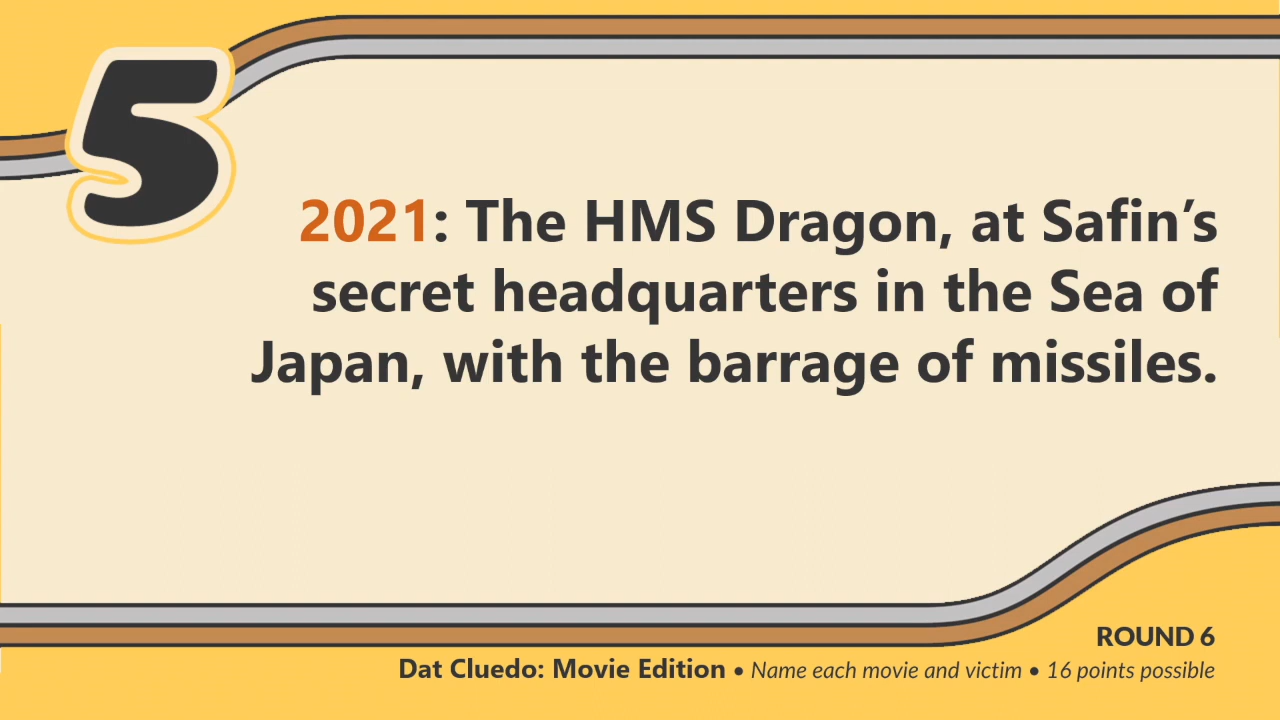 5
2021: The HMS Dragon, at Safin’s
secret headquarters in the Sea of
Japan, with the barrage of missiles.
ROUND 6
Dat Cluedo: Movie Edition • Name each movie and victim • 16 points possible